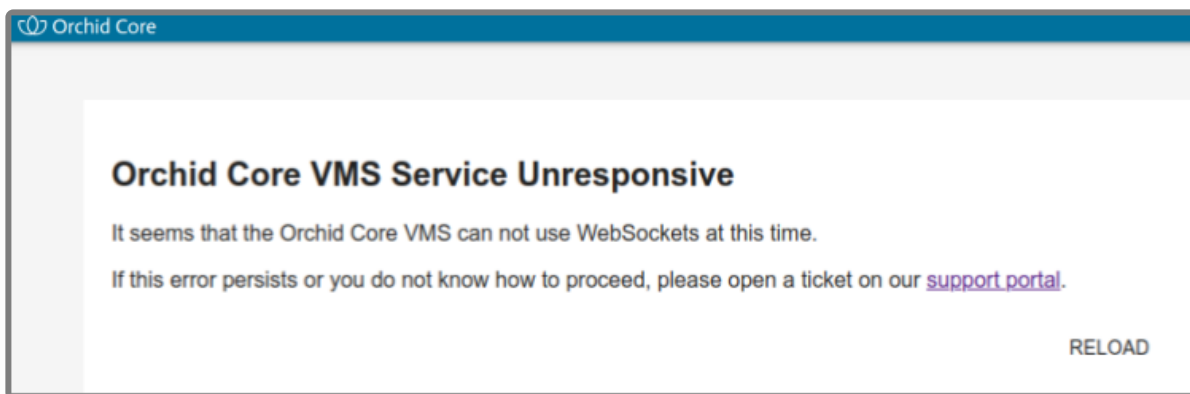 Orchid Core
Orchid Core VMS Service Unresponsive
It seems that the Orchid Core VMS can not use WebSockets at this time.
If this error persists or you do not know how to proceed, please open a ticket on our support portal.
RELOAD